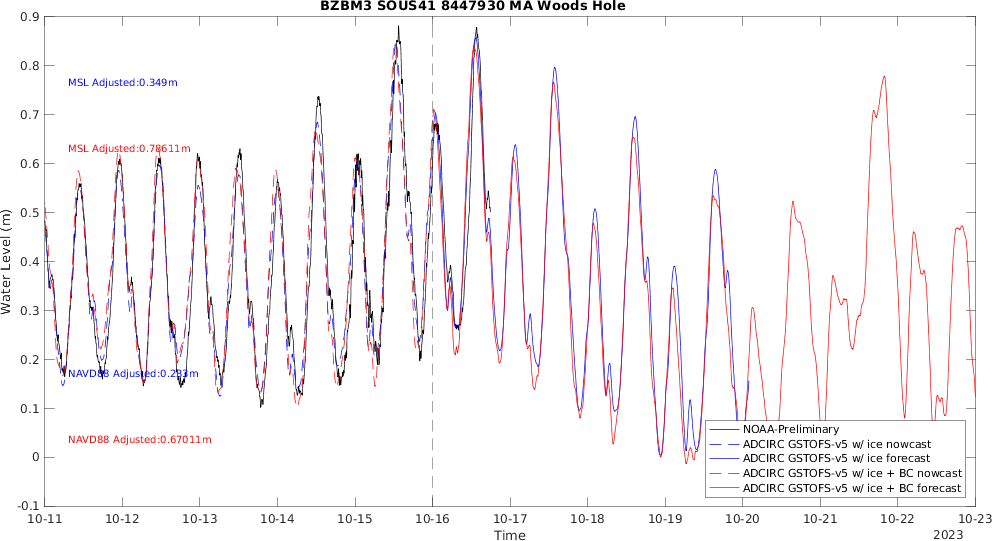 BZBM3 SOUS41 8447930 MA Woods Hole
0.9
0.8
0.7
0.6
0.5
0.4
0.3
0.2
0.1
0
-0.1
Water Level (m)
MSL Adjusted:0.349m
MSL Adjusted:0.78611m
NAVD88 Adjusted:0.233m
NAVD88 Adjusted:0.67011m
NOAA-Preliminary
ADCIRC GSTOFS-v5 w/ ice nowcast
ADCIRC GSTOFS-v5 w/ ice forecast
ADCIRC GSTOFS-v5 w/ ice + BC nowcast
ADCIRC GSTOFS-v5 w/ ice + BC forecast
10-11 10-12 10-13 10-14 10-15 10-16 10-17 10-18 10-19 10-20 10-21 10-22 10-23
Time
2023